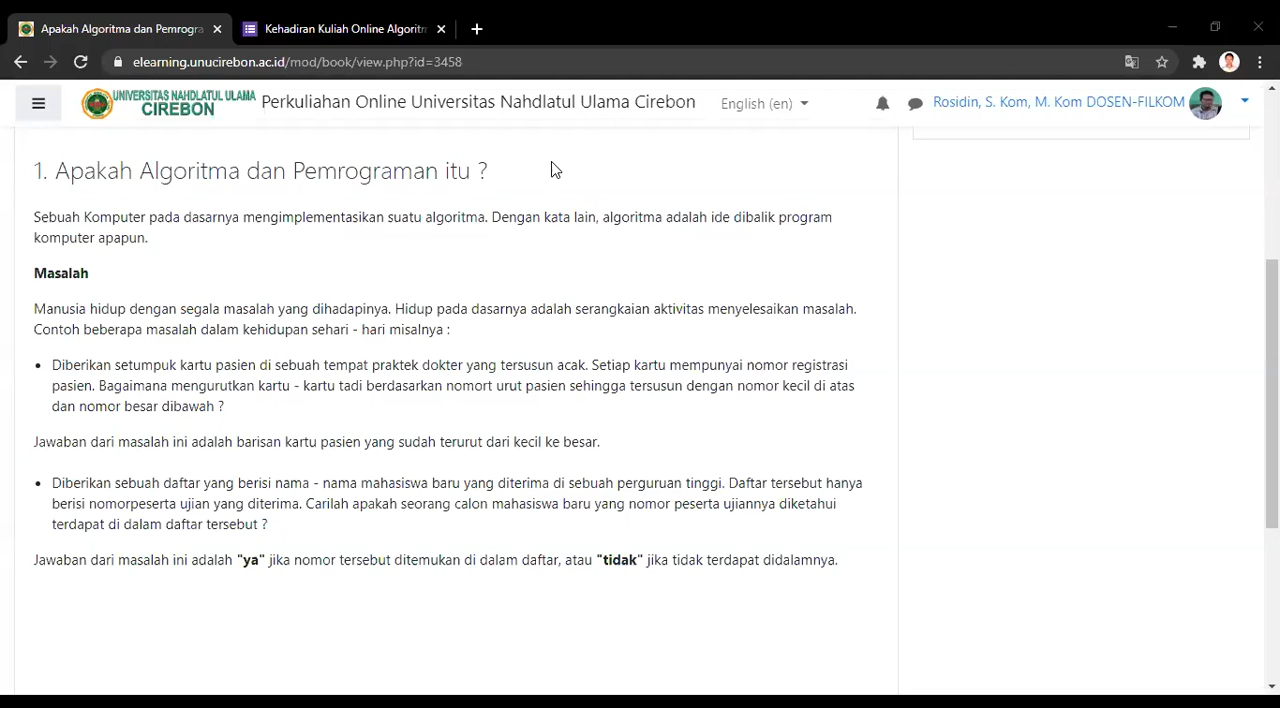 Apakah Algoritma dan Pemrogra
Kehadiran Kuliah Online Algoritm
elearning.unucirebon.ac.id/mod/book/view.php?id=3458
UNIVERSITAS NAHDLATUL ULAMA
CIREBON
Perkuliahan Online Universitas Nahdlatul Ulama Cirebon
English (en)
Rosidin, S. Kom, M. Kom DOSEN-FILKOM
1. Apakah Algoritma dan Pemrograman itu ?
Sebuah Komputer pada dasarnya mengimplementasikan suatu algoritma. Dengan kata lain, algoritma adalah ide dibalik program
komputer apapun.
Masalah
Manusia hidup dengan segala masalah yang dihadapinya. Hidup pada dasarnya adalah serangkaian aktivitas menyelesaikan masalah.
Contoh beberapa masalah dalam kehidupan sehari - hari misalnya :
• Diberikan setumpuk kartu pasien di sebuah tempat praktek dokter yang tersusun acak. Setiap kartu mempunyai nomor registrasi
pasien. Bagaimana mengurutkan kartu - kartu tadi berdasarkan nomort urut pasien sehingga tersusun dengan nomor kecil di atas
dan nomor besar dibawah ?
Jawaban dari masalah ini adalah barisan kartu pasien yang sudah terurut dari kecil ke besar.
• Diberikan sebuah daftar yang berisi nama - nama mahasiswa baru yang diterima di sebuah perguruan tinggi. Daftar tersebut hanya
berisi nomorpeserta ujian yang diterima. Carilah apakah seorang calon mahasiswa baru yang nomor peserta ujiannya diketahui
terdapat di dalam daftar tersebut ?
Jawaban dari masalah ini adalah "ya" jika nomor tersebut ditemukan di dalam daftar, atau "tidak" jika tidak terdapat didalamnya.